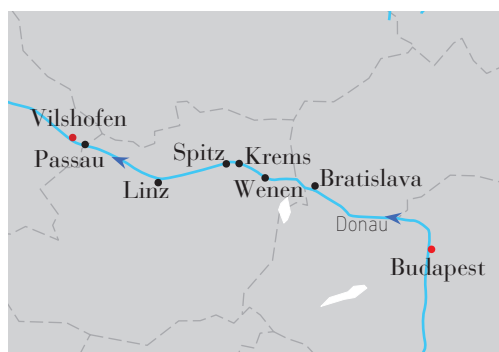 Vilshofen
Passau
Linz
Spitz
Krems
Wenen
Bratislava
Donau
Budapest